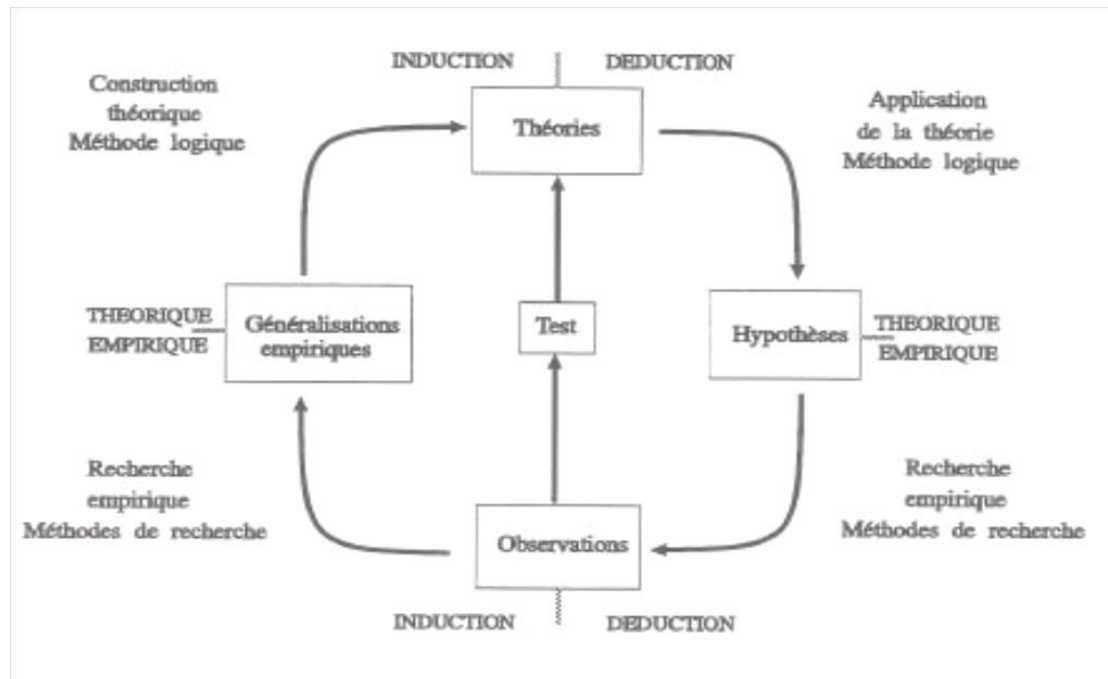 INDUCTION
DEDUCTION
Construction
théorique
Méthode logique
Théories
Application
de la théorie
Méthode logique
THEORIQUE
EMPIRIQUE
Généralisations
empiriques
Test
Hypothèses
THEORIQUE
EMPIRIQUE
Recherche
empirique
Méthodes de recherche
Observations
Recherche
empirique
Méthodes de recherche
INDUCTION
DEDUCTION